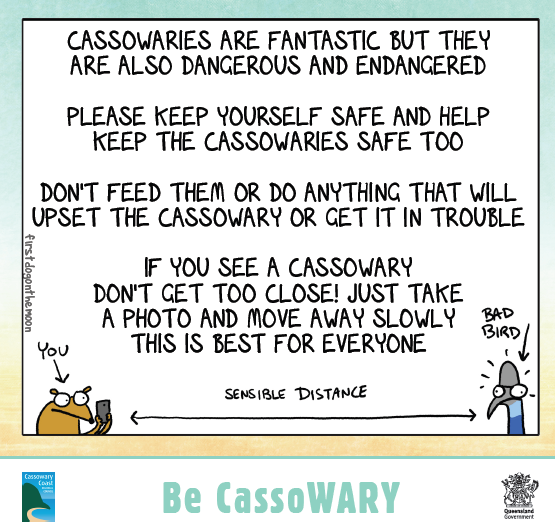 CASSOWARIES ARE FANTASTIC BUT THEY
ARE ALSO DANGEROUS AND ENDANGERED
PLEASE KEEP YOURSELF SAFE AND HELP
KEEP THE CASSOWARIES SAFE TOO
DON'T FEED THEM OR DO ANYTHING THAT WILL
UPSET THE CASSOWARY OR GET IT IN TROUBLE
IF YOU SEE A CASSOWARY
DON'T GET TOO CLOSE! JUST TAKE
A PHOTO AND MOVE AWAY SLOWLY
THIS IS BEST FOR EVERYONE
firstdogonthemoon
YOU
BAD
BIRD
SENSIBLE DISTANCE
Cassowary
Coast
Be CassoWARY
Queensland
Government